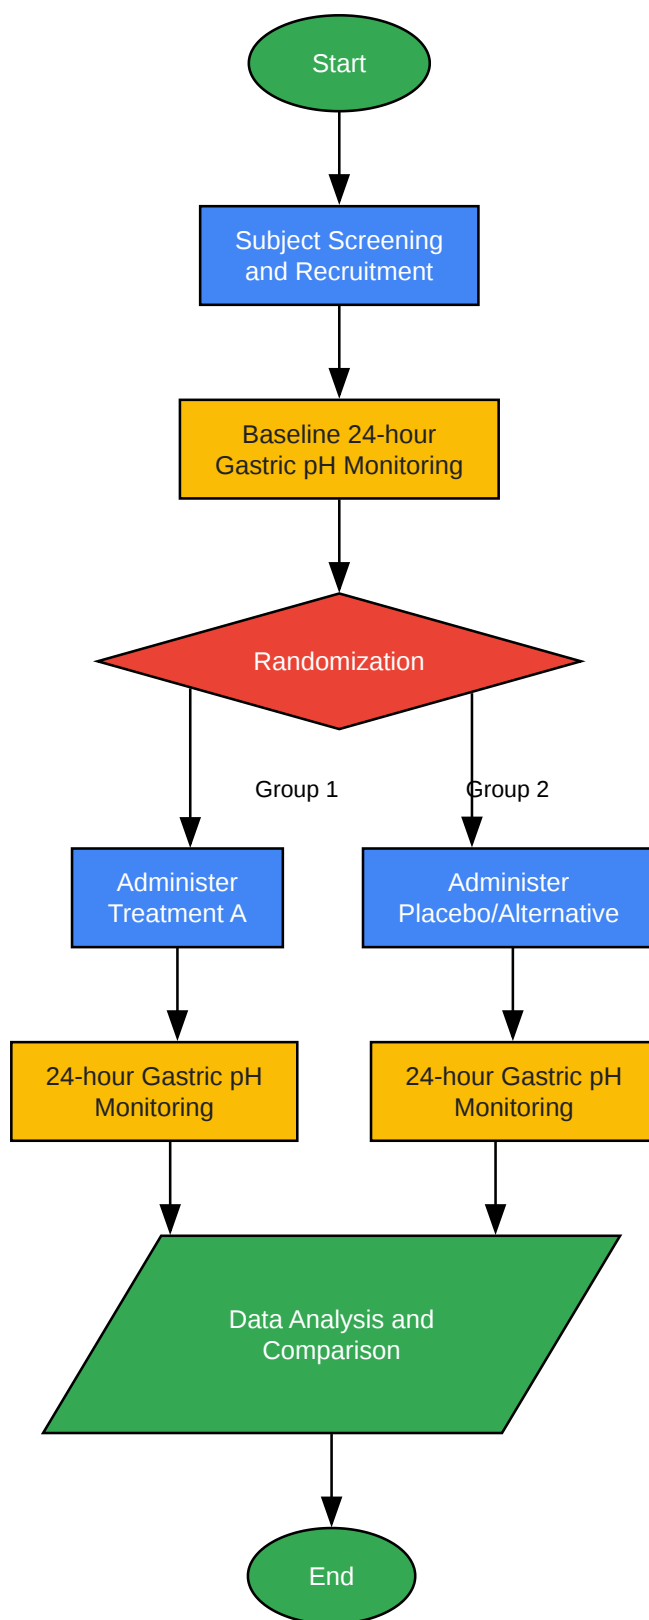 Start
Subject Screening
and Recruitment
Baseline 24-hour
Gastric pH Monitoring
Randomization
Group 1
Group 2
Administer
Treatment A
Administer
Placebo/Alternative
24-hour Gastric pH
Monitoring
24-hour Gastric pH
Monitoring
Data Analysis and
Comparison
End